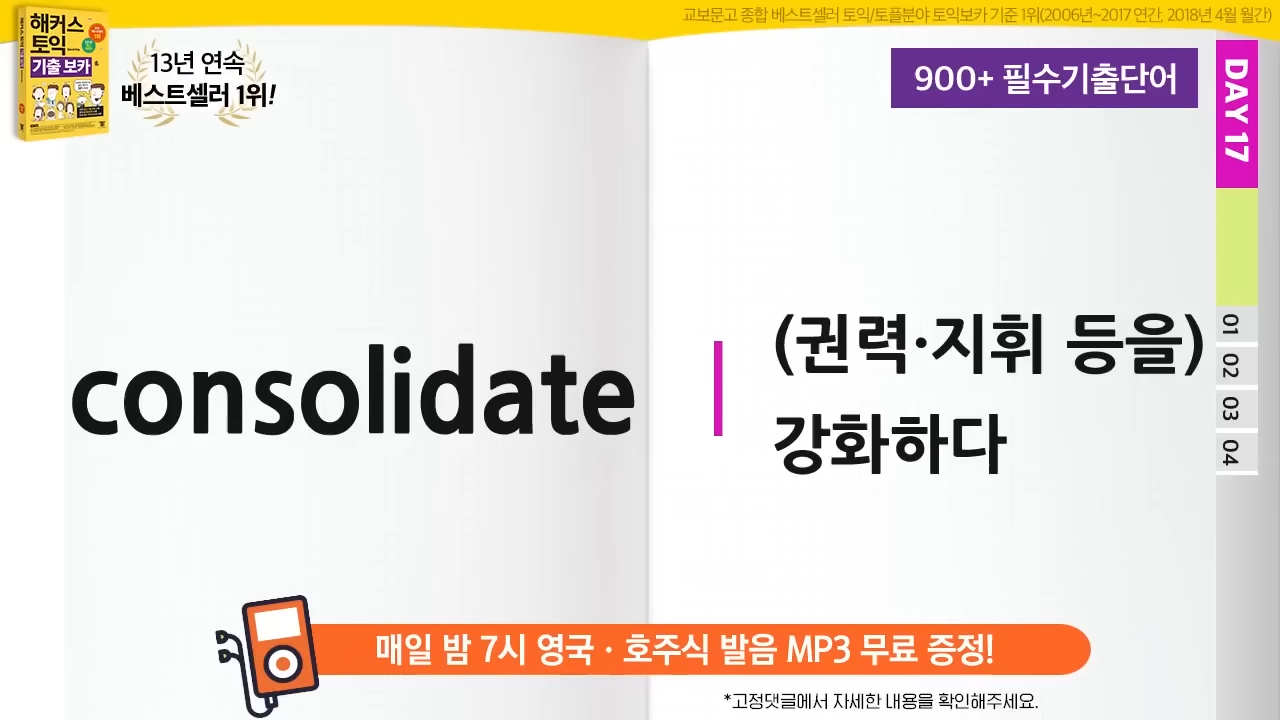 교보문고 종합 베스트셀러 토익/토플분야 토익보카 기준 1위(2006년~2017 연간, 2018년 4월 월간)
해커스
토익
기출 보카
13년 연속
베스트셀러 1위!
900+ 필수기출단어
DAY 17
consolidate
(권력·지휘 등을)
강화하다
01
02
03
04
매일 밤 7시 영국 · 호주식 발음 MP3 무료 증정!
*고정댓글에서 자세한 내용을 확인해주세요.